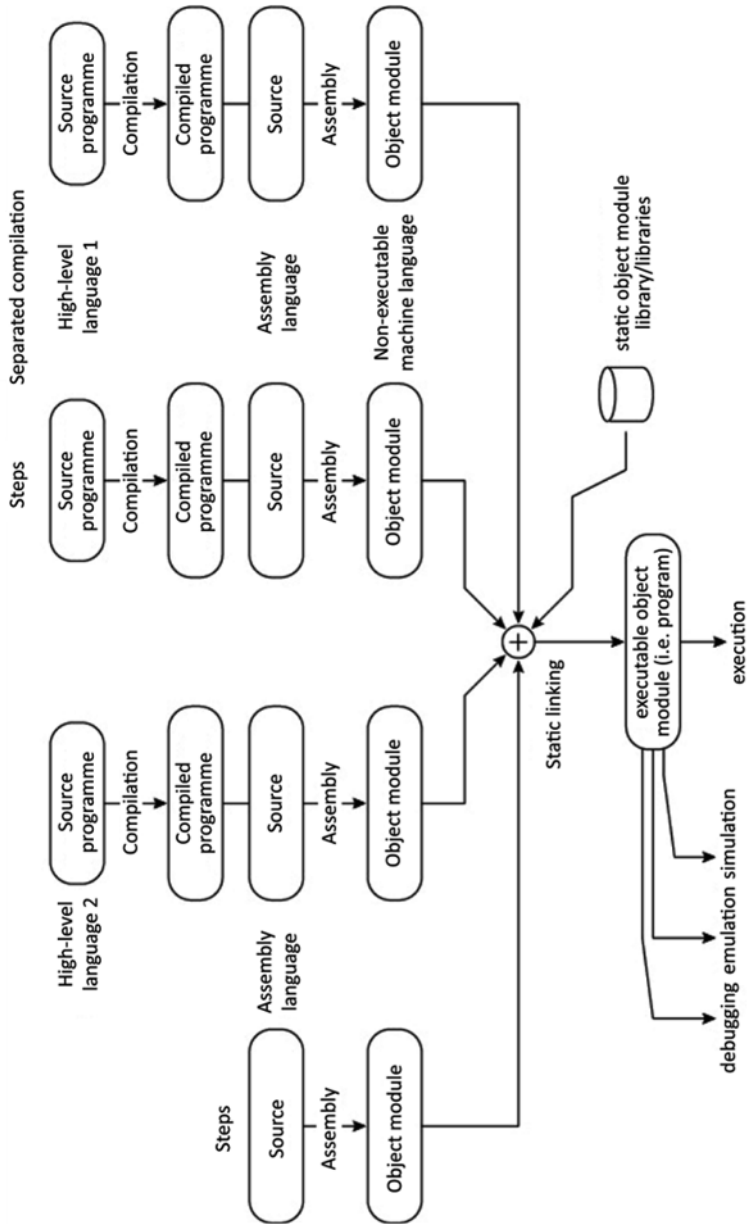 Steps
Separated compilation
High-level
language 2
Source
programme
Source
programme
High-level
language 1
Source
programme
Compilation
Compilation
Compilation
Compiled
programme
Compiled
programme
Compiled
programme
Steps
Source
Assembly
language
Source
Source
Assembly
language
Source
Assembly
Assembly
Assembly
Assembly
Object module
Object module
Object module
Non-executable
machine language
Object module
Static linking
static object module
library/libraries
executable object
module (i.e. program)
debugging emulation simulation
execution